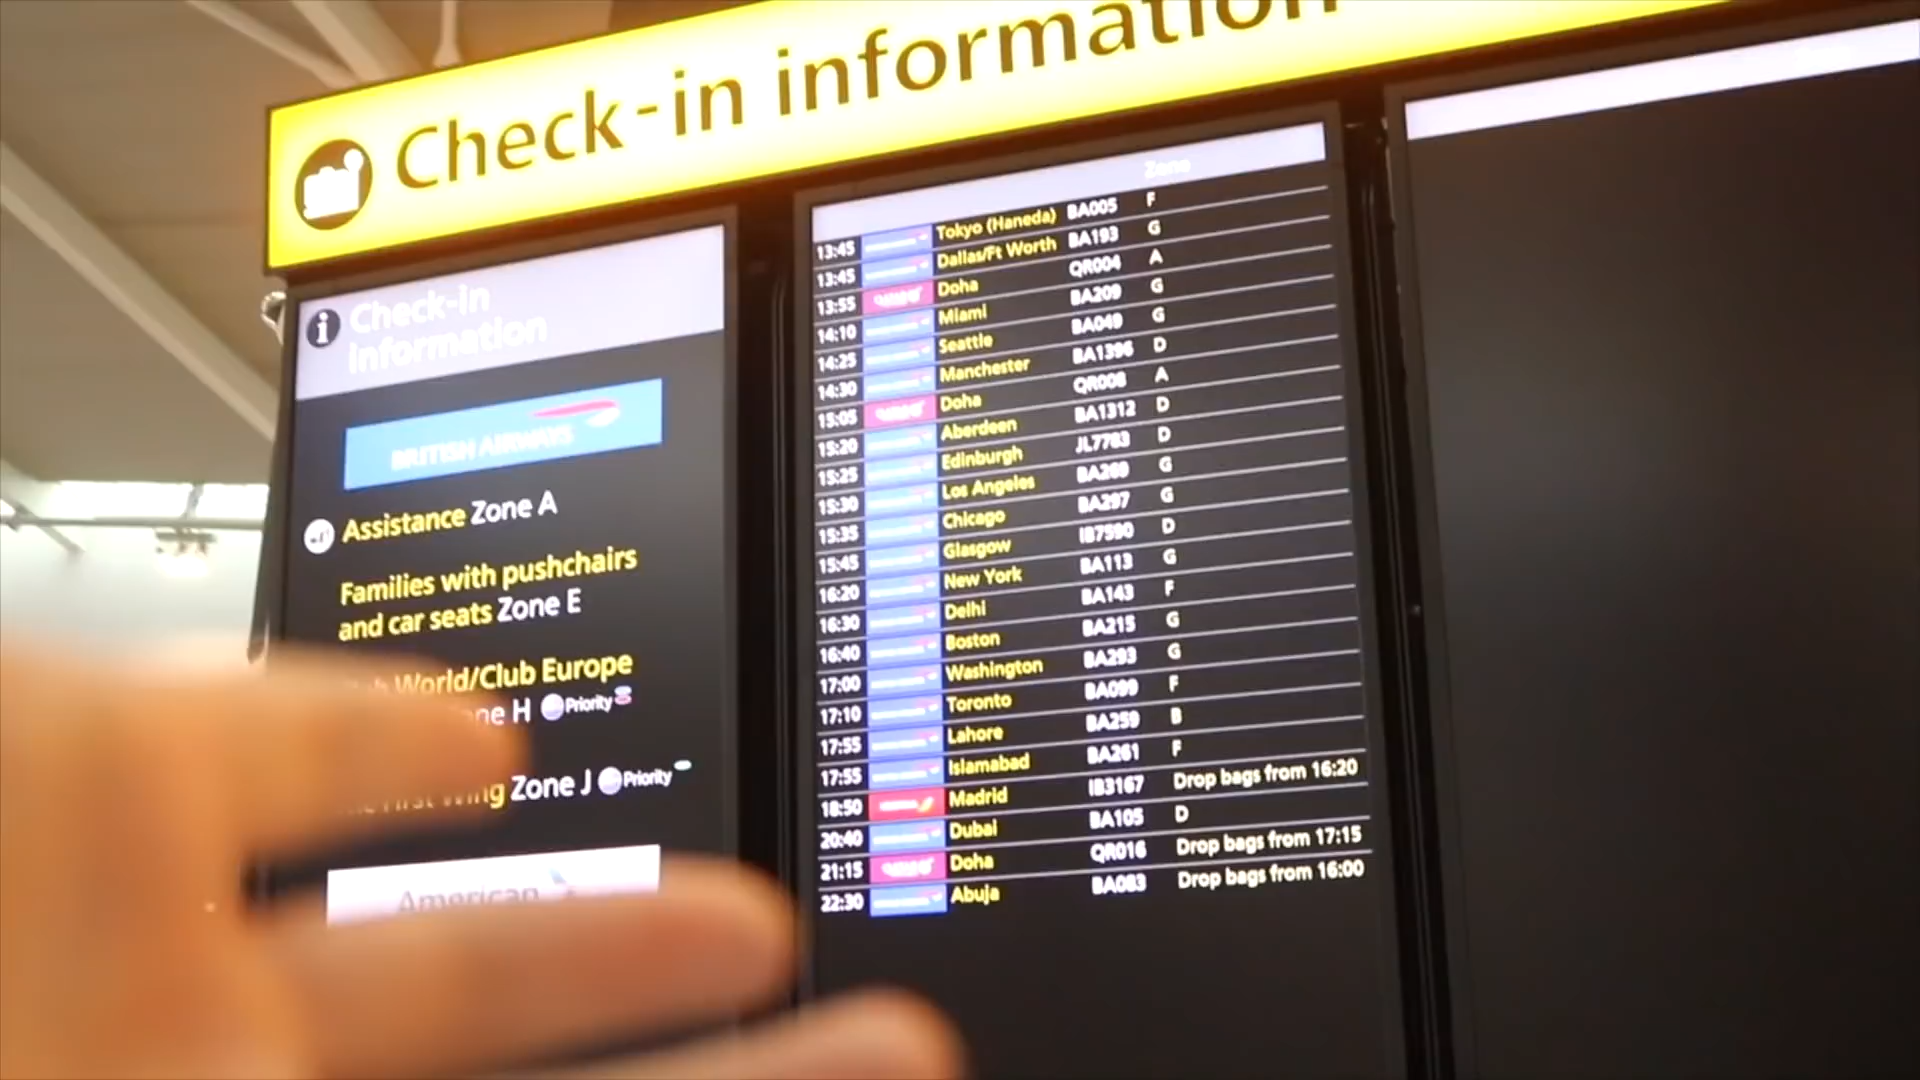 Check-in information
Check-in
information
BRITISH AIRWAYS
Assistance Zone A
Families with pushchairs
and car seats Zone E
World/Club Europe
H Priority
First Wing Zone J Priority
American
Zone
13:45 Tokyo (Haneda) BA005 F
13:45 Dallas/Ft Worth BA193 G
13:55 Doha QR004 A
14:10 Miami BA209 G
14:25 Seattle BA049 G
14:30 Manchester BA1396 D
15:05 Doha QR008 A
15:20 Aberdeen BA1312 D
15:25 Edinburgh JL7783 D
15:30 Los Angeles BA269 G
15:35 Chicago BA297 G
15:45 Glasgow IB7590 D
16:20 New York BA113 G
16:30 Delhi BA143 F
16:40 Boston BA215 G
17:00 Washington BA293 G
17:10 Toronto BA099 F
17:55 Lahore BA259 B
17:55 Islamabad BA261 F
18:50 Madrid IB3167 Drop bags from 16:20
20:40 Dubai BA105 D
21:15 Doha QR016 Drop bags from 17:15
22:30 Abuja BA083 Drop bags from 16:00